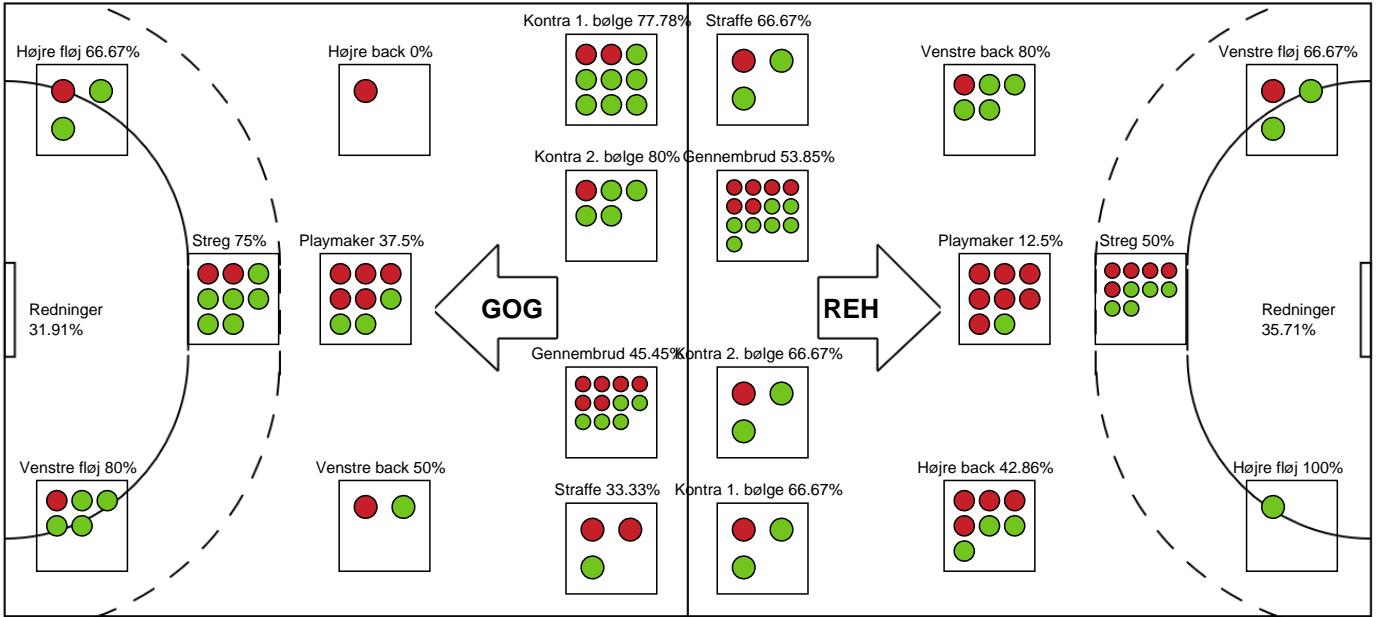 Kontra 1. bølge 77.78%
Straffe 66.67%
Højre fløj 66.67%
Højre back 0%
Venstre back 80%
Venstre fløj 66.67%
Kontra 2. bølge 80%
Gennembrud 53.85%
Streg 75%
Playmaker 37.5%
Playmaker 12.5%
Streg 50%
Redninger
31.91%
GOG
REH
Redninger
35.71%
Gennembrud 45.45%
Kontra 2. bølge 66.67%
Venstre fløj 80%
Venstre back 50%
Straffe 33.33%
Kontra 1. bølge 66.67%
Højre back 42.86%
Højre fløj 100%